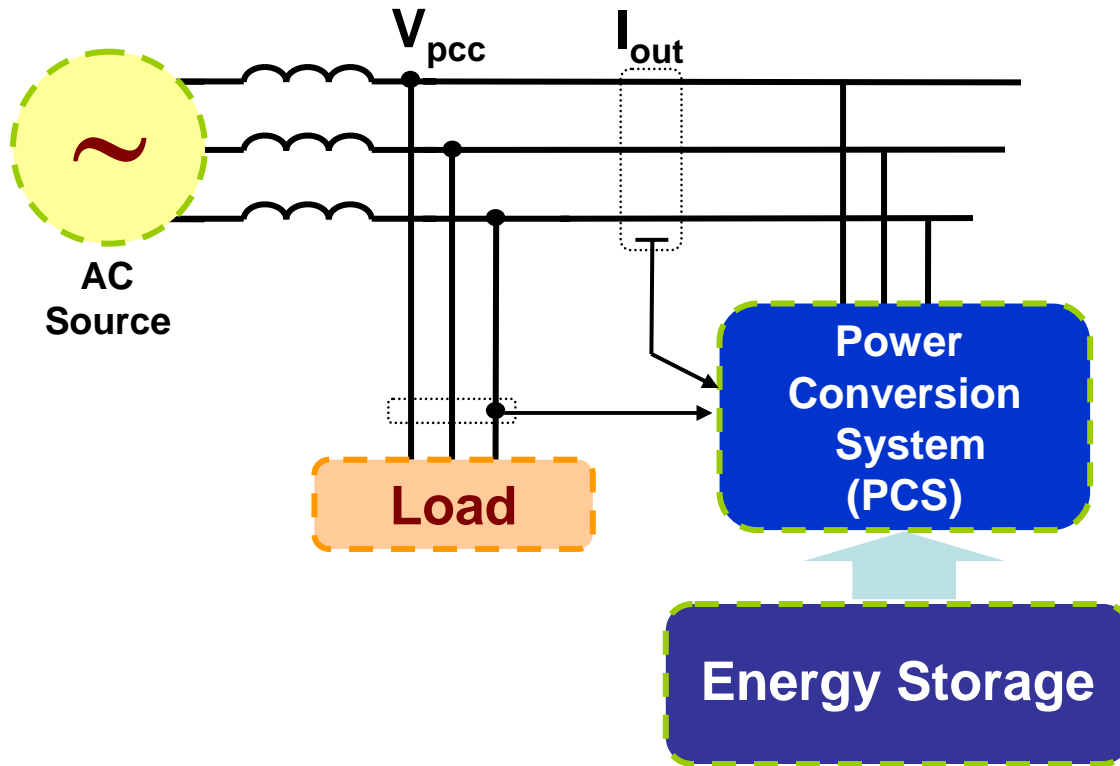 Vpcc
Iout
~
AC
Source
Power
Conversion
System
(PCS)
Load
Energy Storage